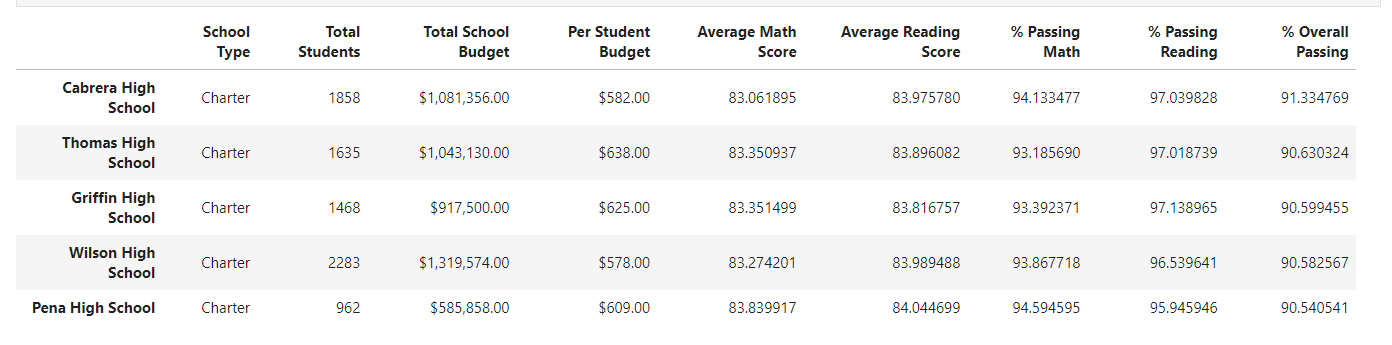 School Type Total Students Total School Budget Per Student Budget Average Math Score Average Reading Score % Passing Math % Passing Reading % Overall Passing
Cabrera High School Charter 1858 $1,081,356.00 $582.00 83.061895 83.975780 94.133477 97.039828 91.334769
Thomas High School Charter 1635 $1,043,130.00 $638.00 83.350937 83.896082 93.185690 97.018739 90.630324
Griffin High School Charter 1468 $917,500.00 $625.00 83.351499 83.816757 93.392371 97.138965 90.599455
Wilson High School Charter 2283 $1,319,574.00 $578.00 83.274201 83.989488 93.867718 96.539641 90.582567
Pena High School Charter 962 $585,858.00 $609.00 83.839917 84.044699 94.594595 95.945946 90.540541